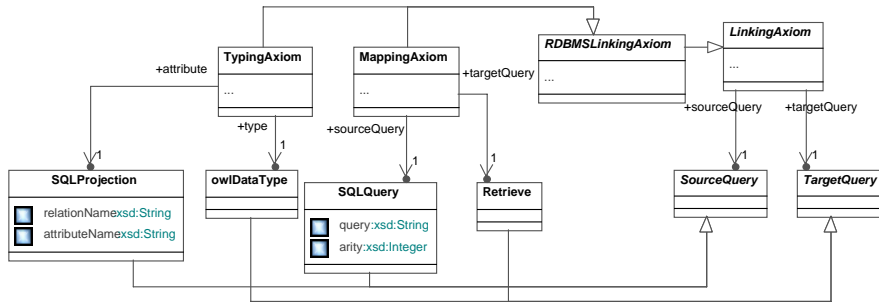 TypingAxiom
...
MappingAxiom
...
RDBMSLinkingAxiom
...
LinkingAxiom
...
+attribute
+type
+sourceQuery
+targetQuery
+sourceQuery
+targetQuery
1
1
1
1
1
1
SQLProjection
relationNamexsd:String
attributeNamexsd:String
owlDataType
SQLQuery
query:xsd:String
arity:xsd:Integer
Retrieve
SourceQuery
TargetQuery